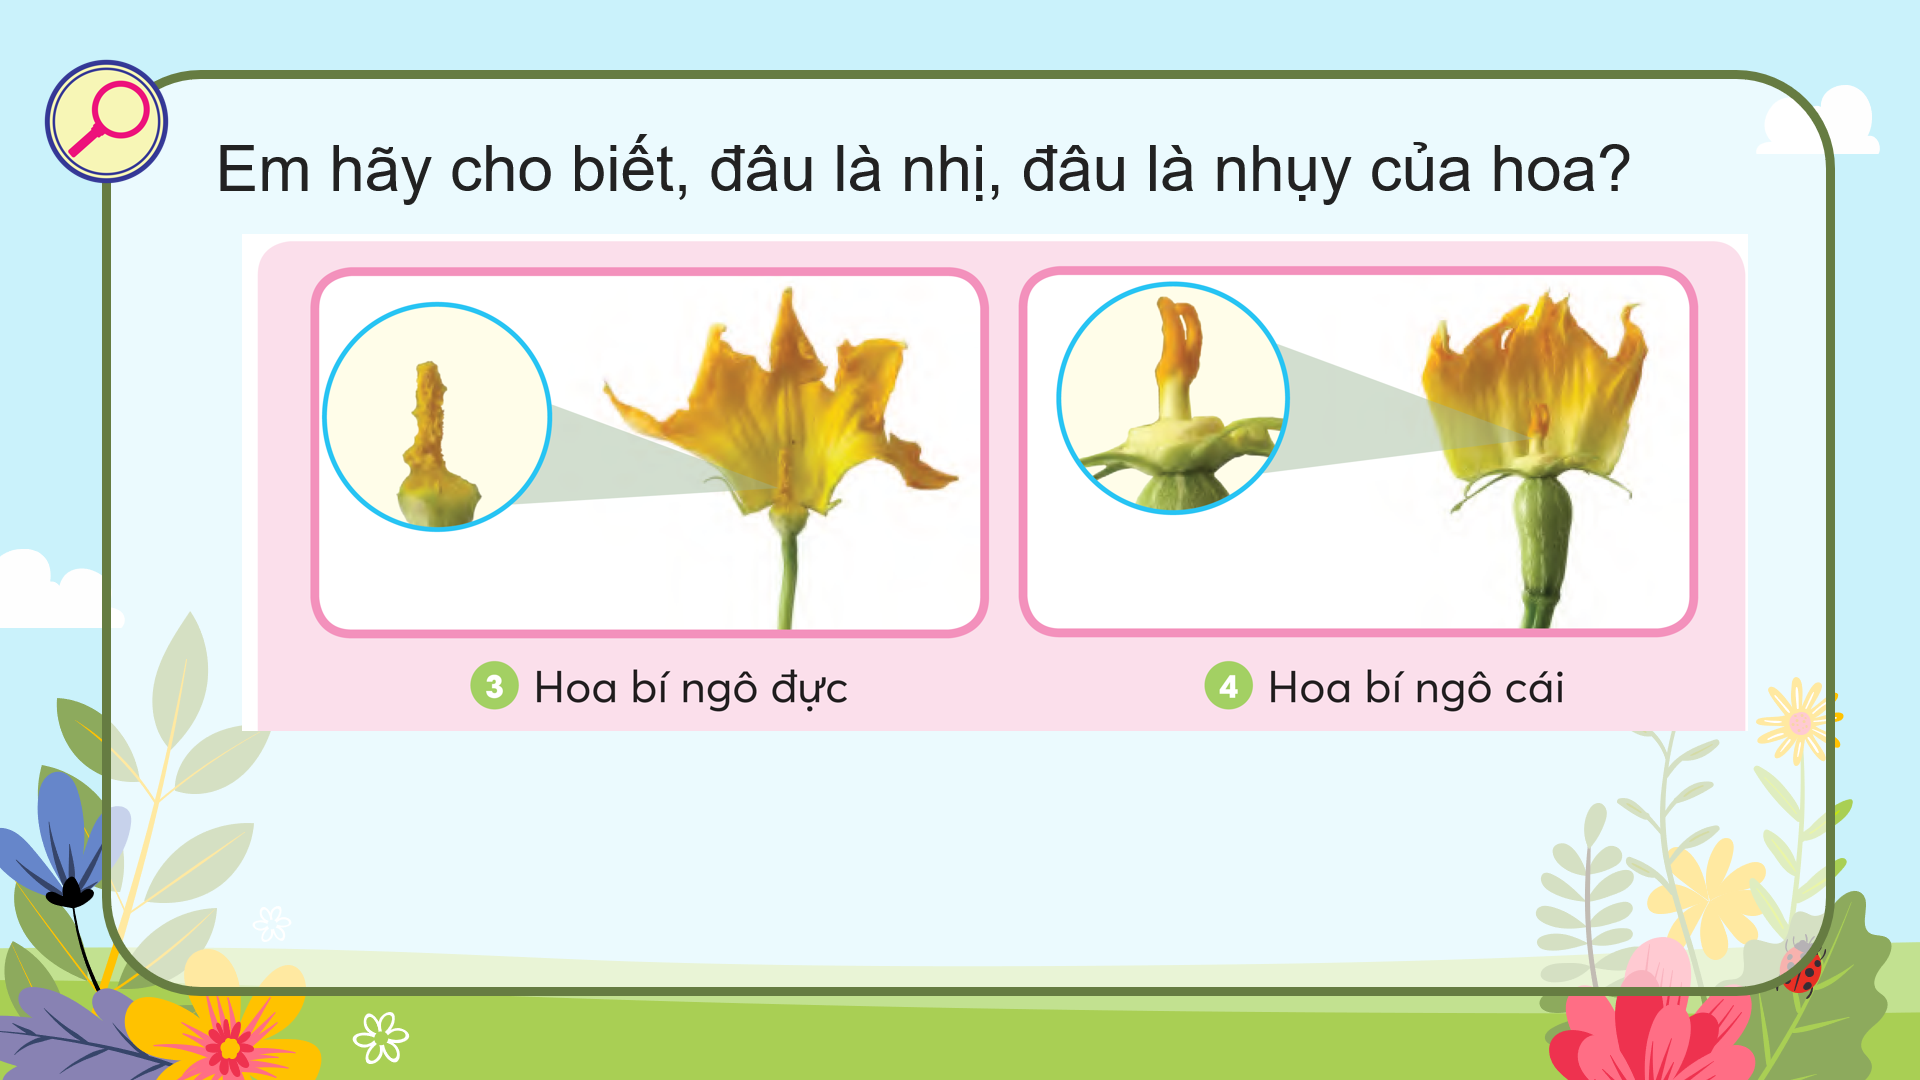 Em hãy cho biết, đâu là nhị, đâu là nhụy của hoa?
3 Hoa bí ngô đực
4 Hoa bí ngô cái